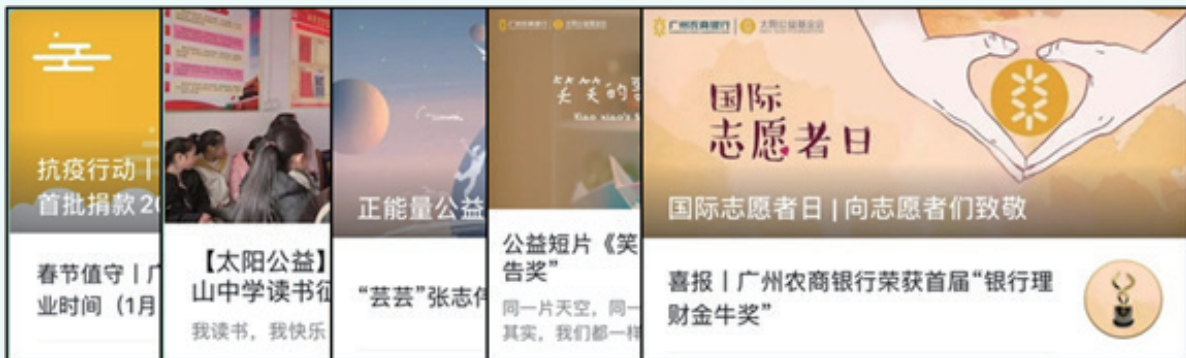 抗疫行动丨
首批捐款20
春节值守丨广
业时间（1月
【太阳公益】
山中学读书征
我读书，我快乐
正能量公益
“芸芸”张志伟
笑笑的
Xiao xiao's
公益短片《笑
告奖”
同一片天空，同一
其实，我们都一样
广州农商银行 | 太阳公益基金会
国际
志愿者日
国际志愿者日 | 向志愿者们致敬
喜报丨广州农商银行荣获首届“银行理
财金牛奖”